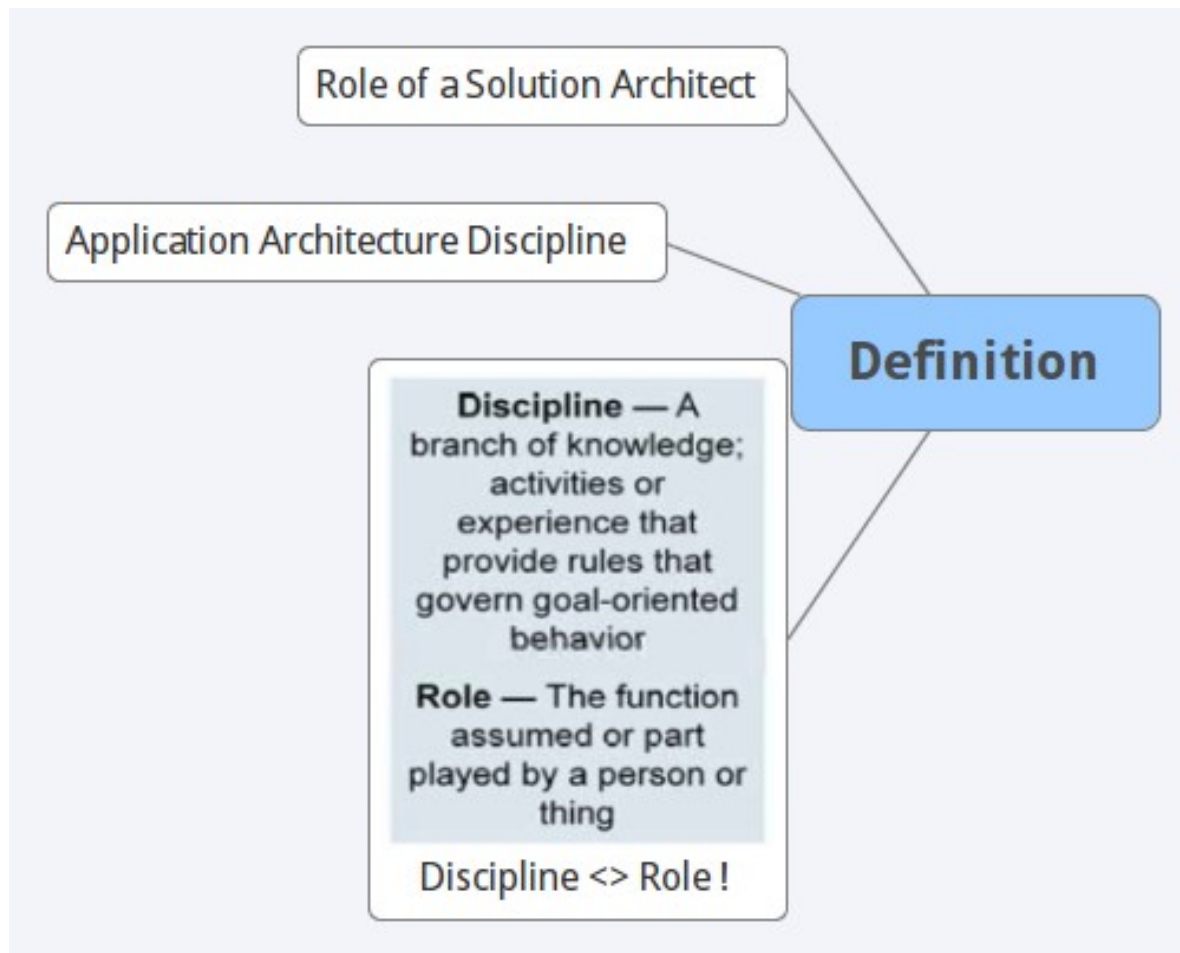 Role of a Solution Architect
Application Architecture Discipline
Definition
Discipline — A
branch of knowledge;
activities or
experience that
provide rules that
govern goal-oriented
behavior
Role — The function
assumed or part
played by a person or
thing
Discipline <> Role !